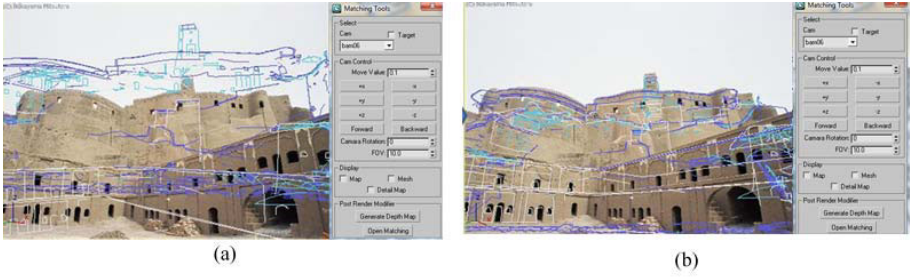 Matching Tools
Select
Cam
Target
bam06
Cam Control
Move Value: 0.1
+x -x
+y -y
+z -z
Forward Backward
Camara Rotation: 0
FOV: 10.0
Display
Map Mesh
Detail Map
Post Render Modifier
Generate Depth Map
Open Matching
(a)
Matching Tools
Select
Cam
Target
bam06
Cam Control
Move Value: 0.1
+x -x
+y -y
+z -z
Forward Backward
Camara Rotation: 0
FOV: 10.0
Display
Map Mesh
Detail Map
Post Render Modifier
Generate Depth Map
Open Matching
(b)